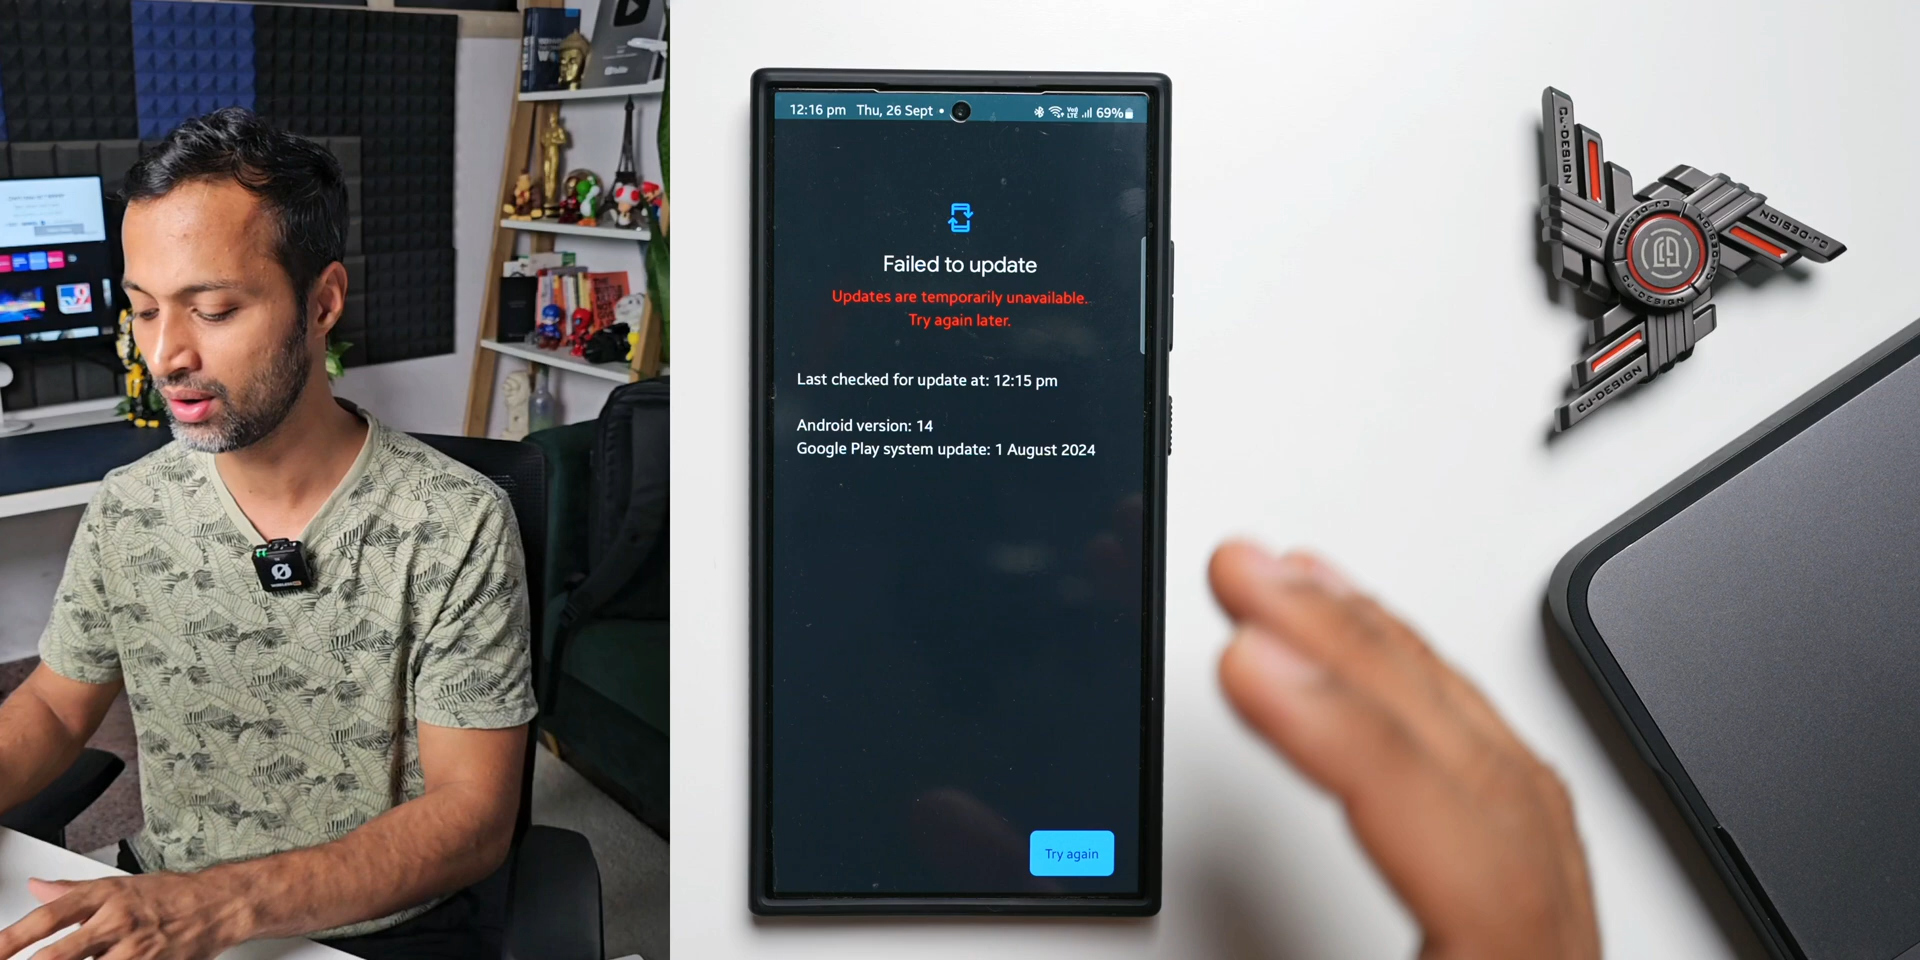 12:16 pm Thu, 26 Sept •
69%
Failed to update
Updates are temporarily unavailable.
Try again later.
Last checked for update at: 12:15 pm
Android version: 14
Google Play system update: 1 August 2024
Try again
CJ-DESIGN
CJ-DESIGN
CJ-DESIGN